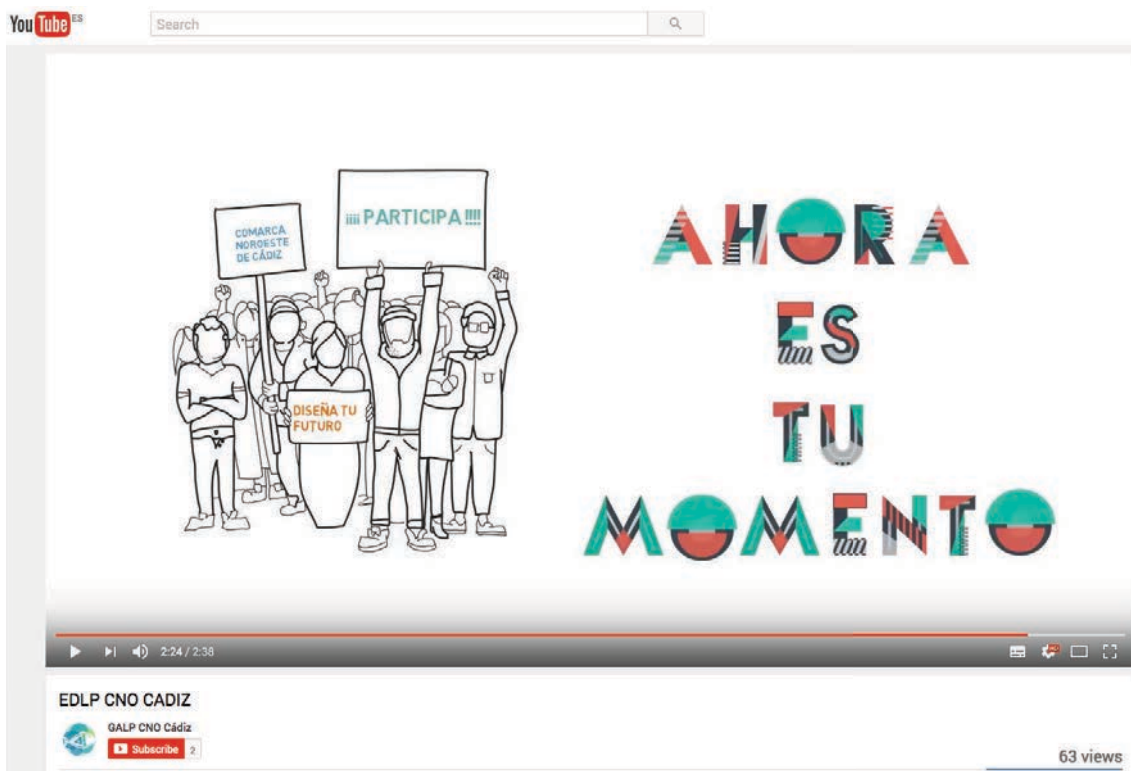 YouTube ES
Search
COMARCA
NOROESTE
DE CÁDIZ
¡¡¡¡ PARTICIPA !!!!
DISEÑA TU
FUTURO
AHORA
ES
TU
MOMENTO
2:24 / 2:38
HD
EDLP CNO CADIZ
GALP CNO Cádiz
Subscribe 2
63 views